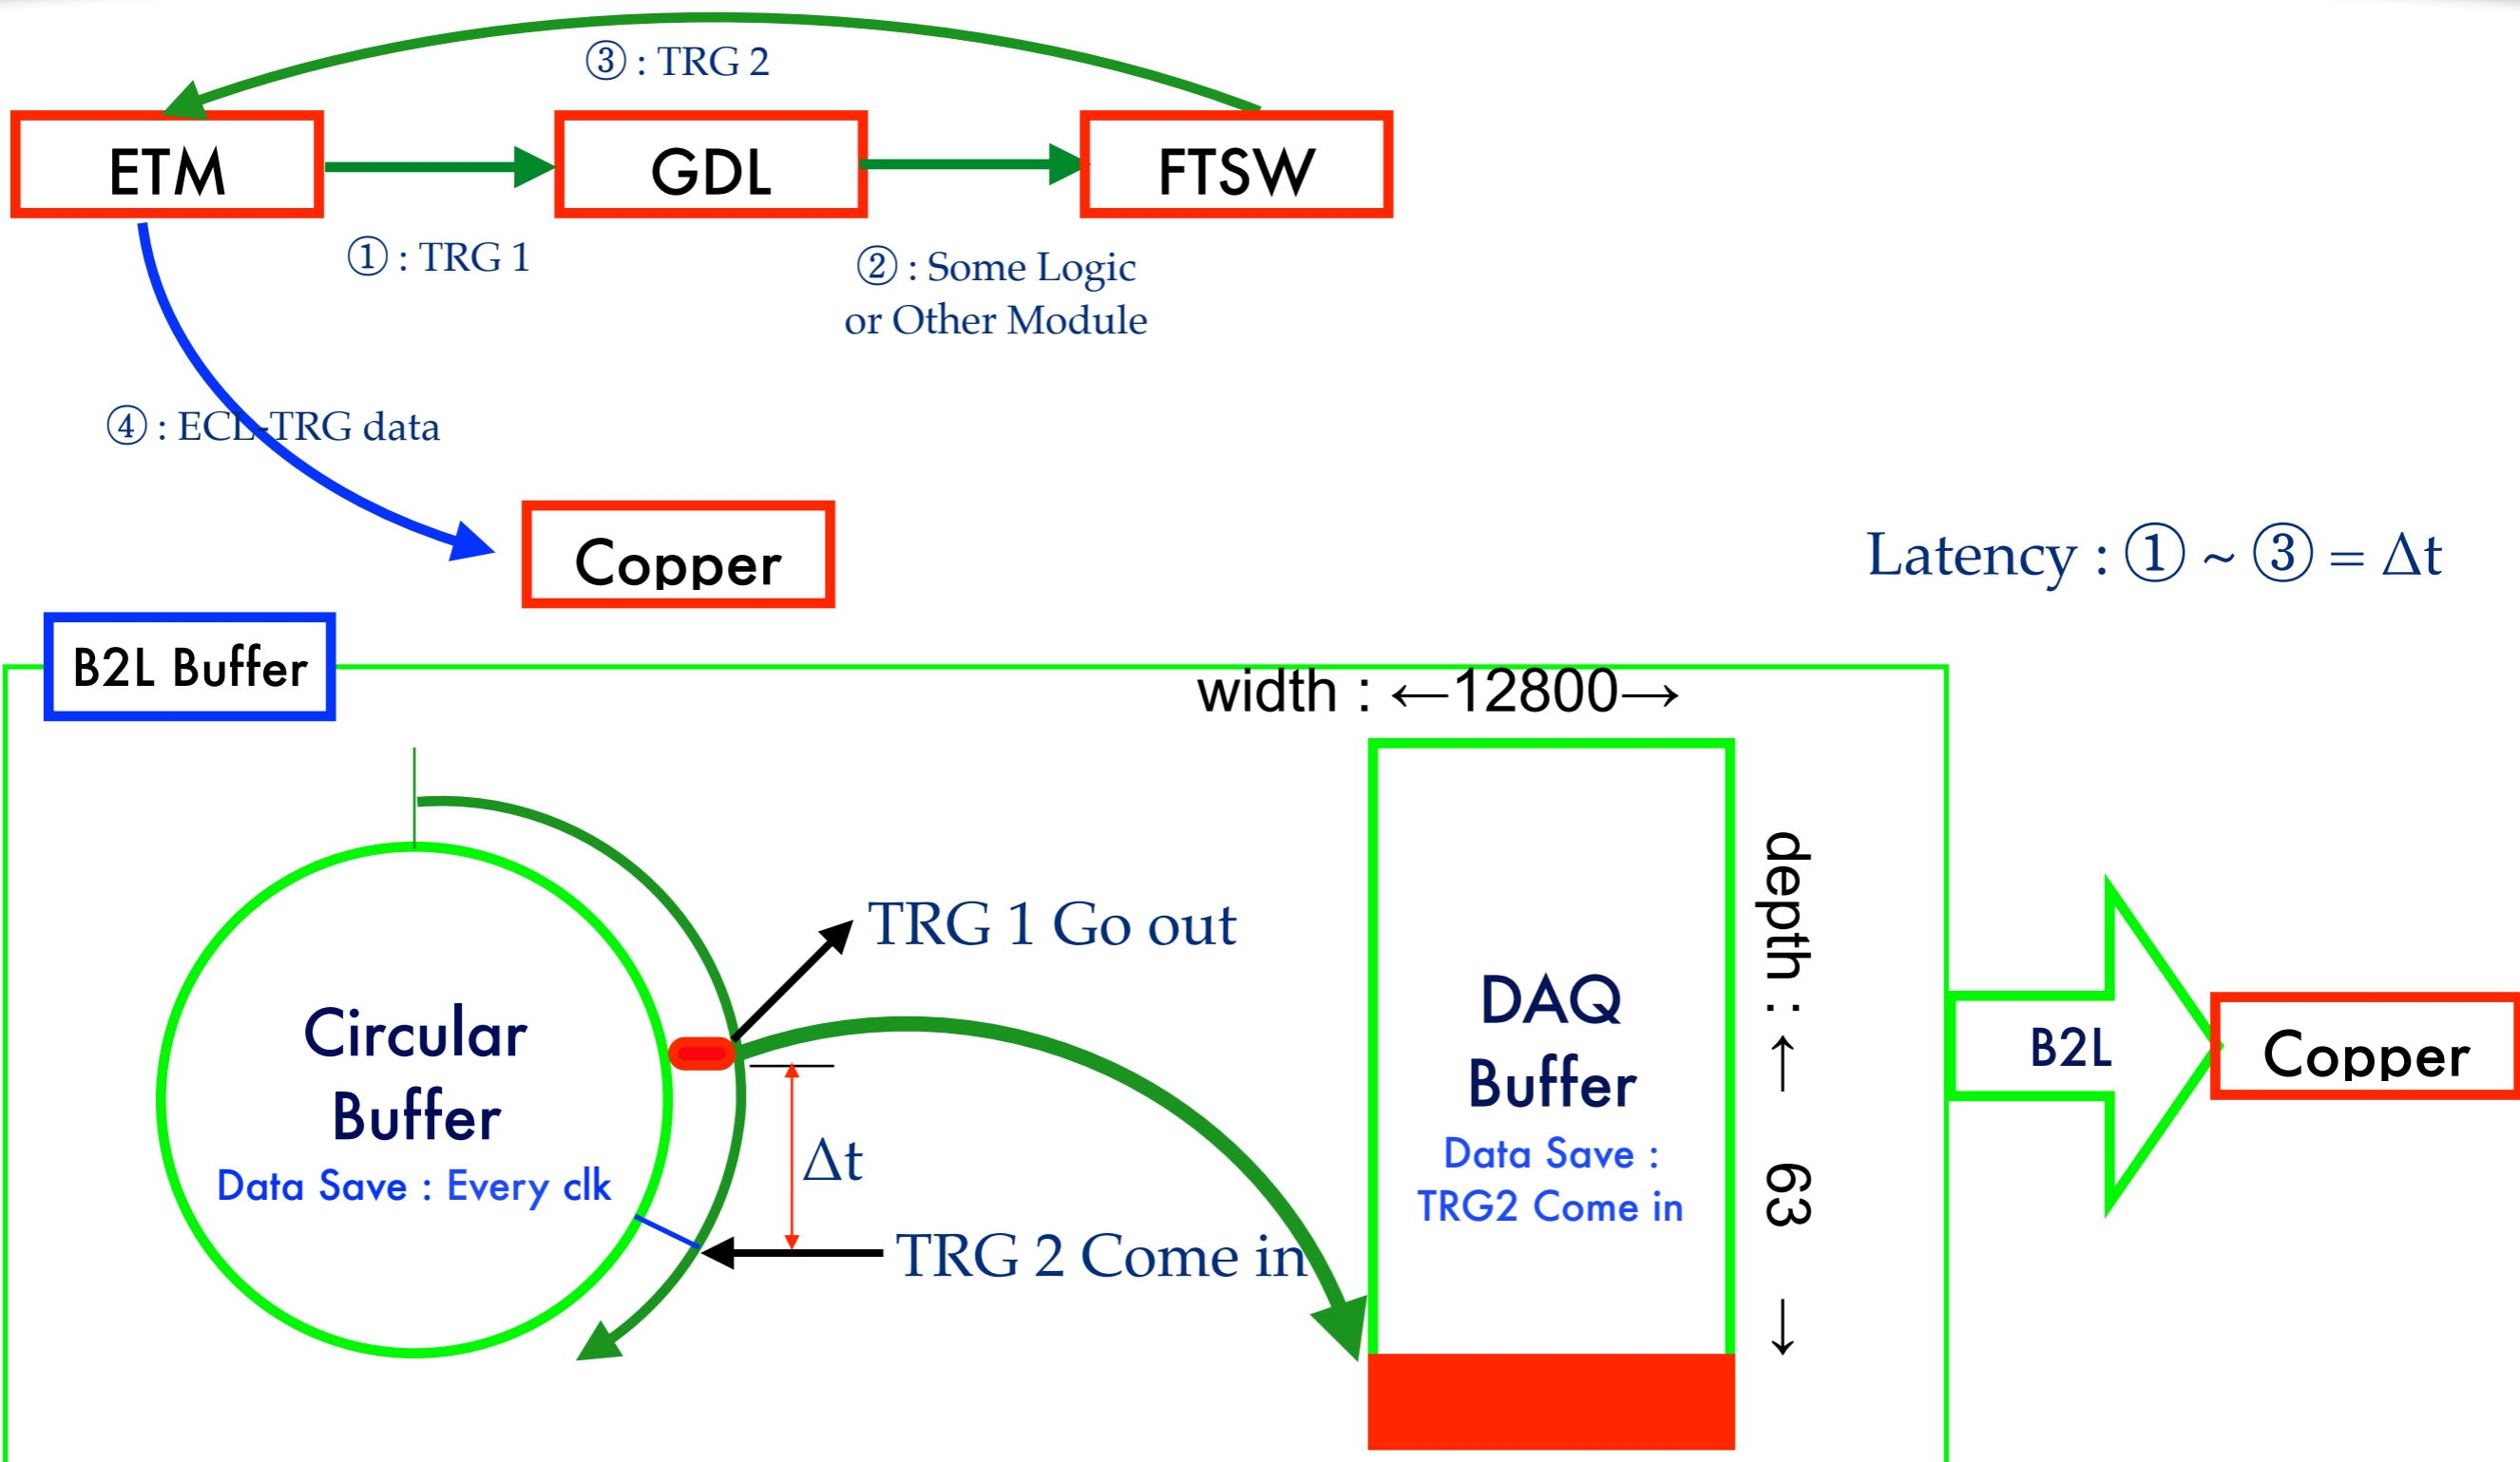 ③ : TRG 2
ETM
GDL
FTSW
① : TRG 1
② : Some Logic
or Other Module
④ : ECL-TRG data
Copper
Latency : ① ~ ③ = Δt
B2L Buffer
width : ←12800→
depth : ↑ 63 ↓
TRG 1 Go out
Circular
Buffer
Data Save : Every clk
Δt
TRG 2 Come in
DAQ
Buffer
Data Save :
TRG2 Come in
B2L
Copper